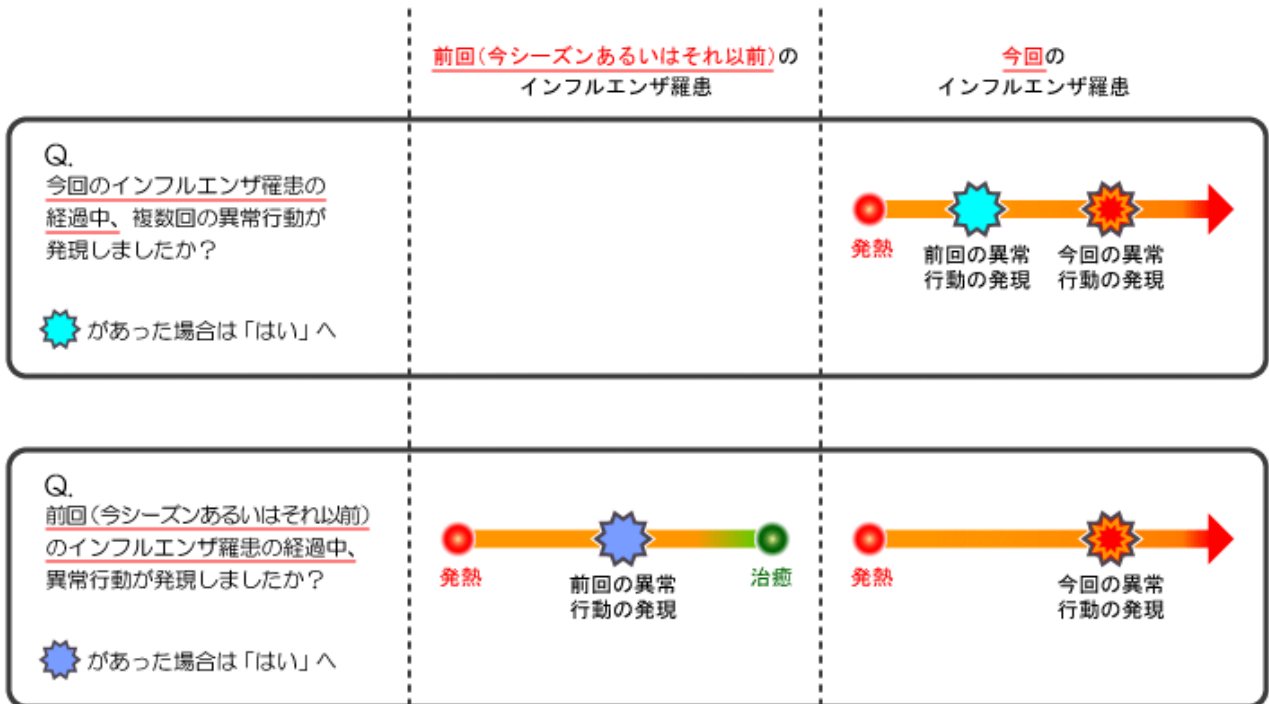 前回(今シーズンあるいはそれ以前)の
インフルエンザ羅患
今回の
インフルエンザ羅患
Q.
今回のインフルエンザ罹患の
経過中、複数回の異常行動が
発現しましたか？
があった場合は「はい」へ
発熱
前回の異常
行動の発現
今回の異常
行動の発現
Q.
前回(今シーズンあるいはそれ以前)
のインフルエンザ羅患の経過中、
異常行動が発現しましたか？
があった場合は「はい」へ
発熱
前回の異常
行動の発現
治癒
発熱
今回の異常
行動の発現